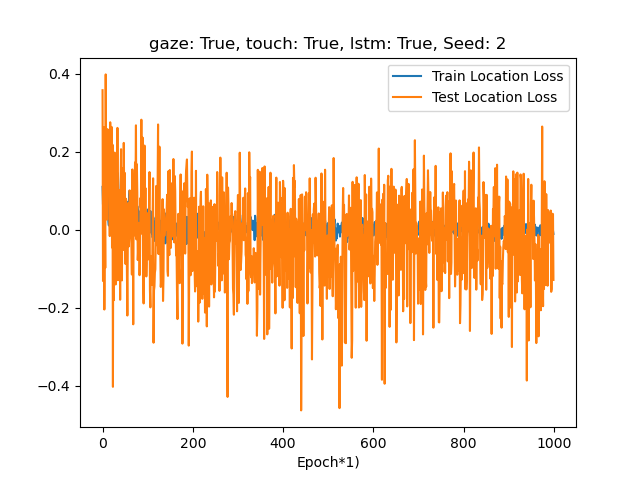 gaze: True, touch: True, lstm: True, Seed: 2
Train Location Loss
Test Location Loss
0.4
0.2
0.0
−0.2
−0.4
0 200 400 600 800 1000
Epoch*1)